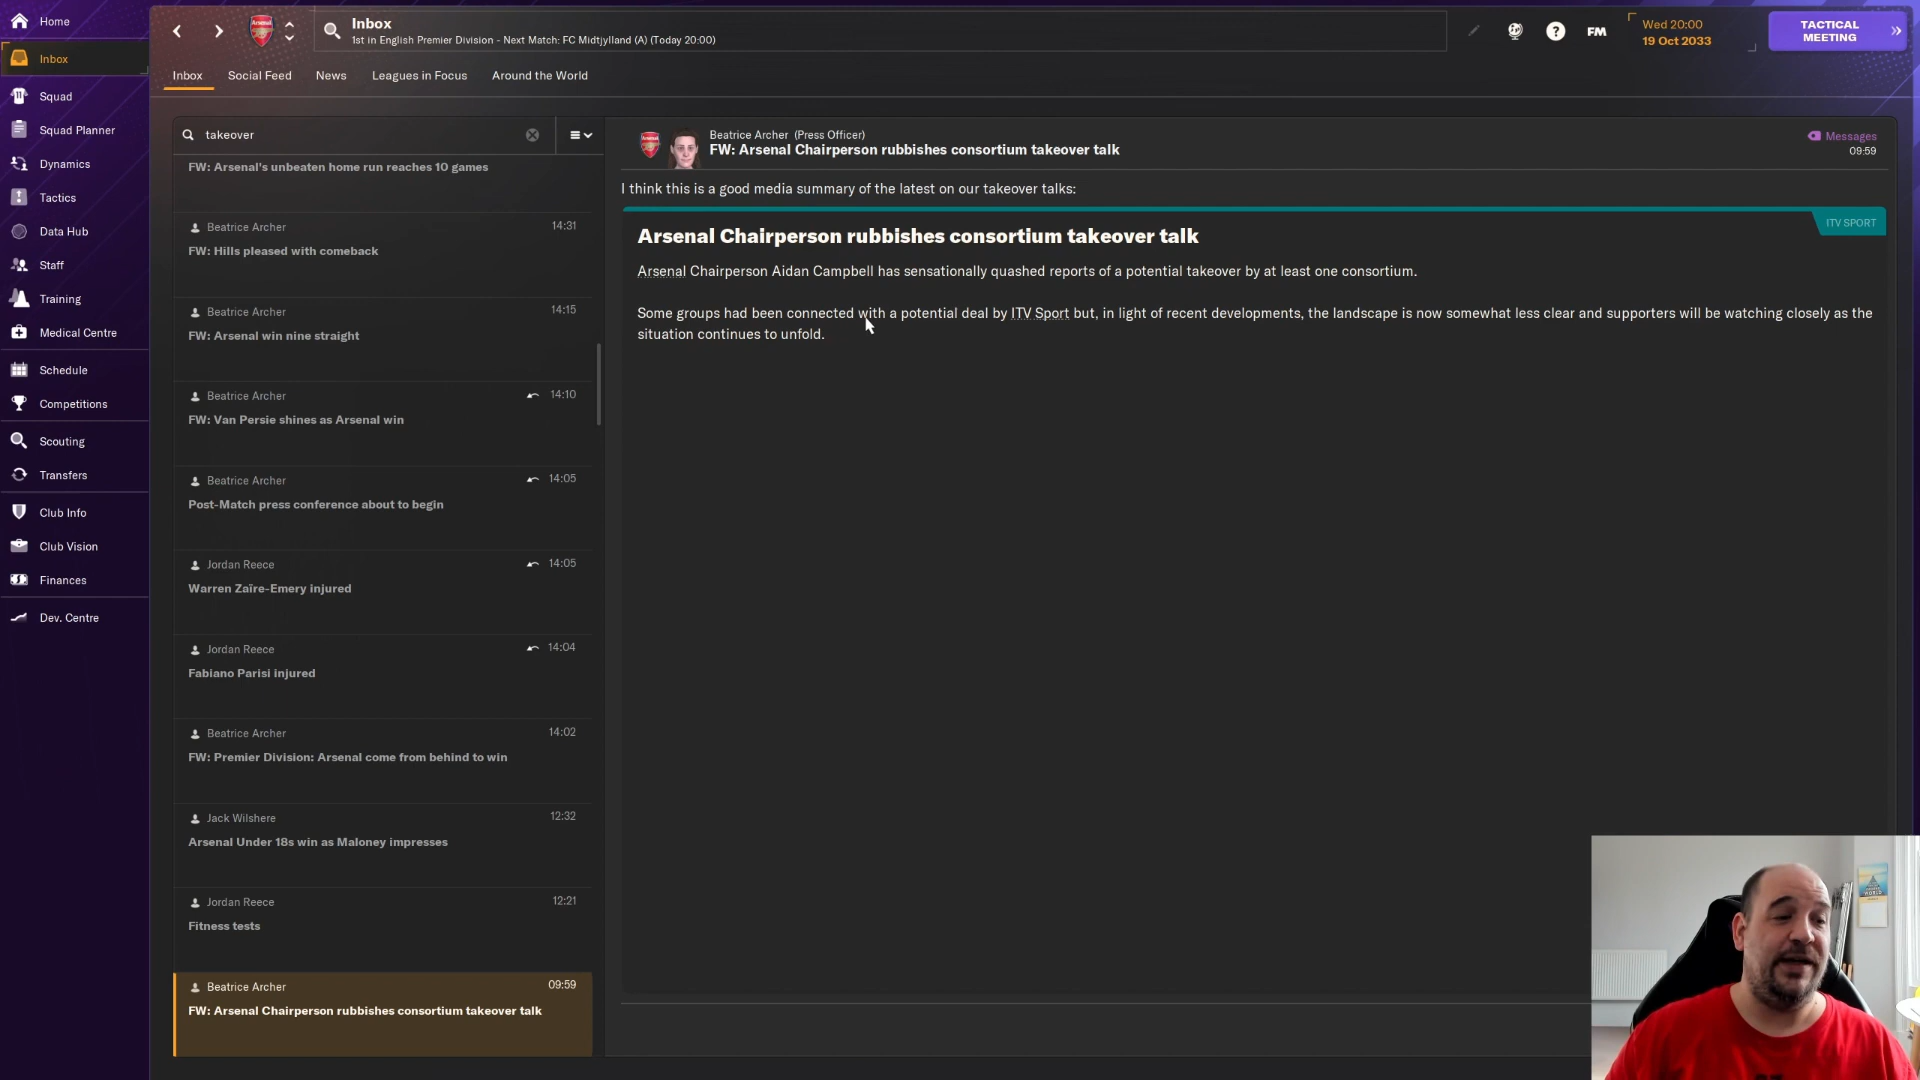 Home
Inbox
Squad
Squad Planner
Dynamics
Tactics
Data Hub
Staff
Training
Medical Centre
Schedule
Competitions
Scouting
Transfers
Club Info
Club Vision
Finances
Dev. Centre
Inbox
1st in English Premier Division - Next Match: FC Midtjylland (A) (Today 20:00)
FM
Wed 20:00
19 Oct 2033
TACTICAL
MEETING
Inbox Social Feed News Leagues in Focus Around the World
takeover
FW: Arsenal's unbeaten home run reaches 10 games
Beatrice Archer 14:31
FW: Hills pleased with comeback
Beatrice Archer 14:15
FW: Arsenal win nine straight
Beatrice Archer 14:10
FW: Van Persie shines as Arsenal win
Beatrice Archer 14:05
Post-Match press conference about to begin
Jordan Reece 14:05
Warren Zaïre-Emery injured
Jordan Reece 14:04
Fabiano Parisi injured
Beatrice Archer 14:02
FW: Premier Division: Arsenal come from behind to win
Jack Wilshere 12:32
Arsenal Under 18s win as Maloney impresses
Jordan Reece 12:21
Fitness tests
Beatrice Archer 09:59
FW: Arsenal Chairperson rubbishes consortium takeover talk
Beatrice Archer (Press Officer)
FW: Arsenal Chairperson rubbishes consortium takeover talk
Messages
09:59
I think this is a good media summary of the latest on our takeover talks:
ITV SPORT
Arsenal Chairperson rubbishes consortium takeover talk
Arsenal Chairperson Aidan Campbell has sensationally quashed reports of a potential takeover by at least one consortium.
Some groups had been connected with a potential deal by ITV Sport but, in light of recent developments, the landscape is now somewhat less clear and supporters will be watching closely as the
situation continues to unfold.